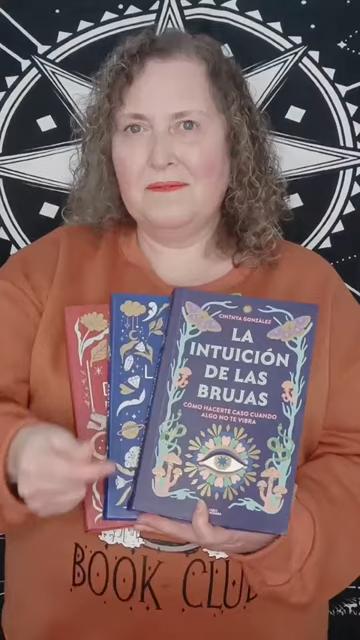 CINTHYA GONZÁLEZ
LA
INTUICIÓN
DE LAS
BRUJAS
CÓMO HACERTE CASO CUANDO
ALGO NO TE VIBRA
BOOK CLUB